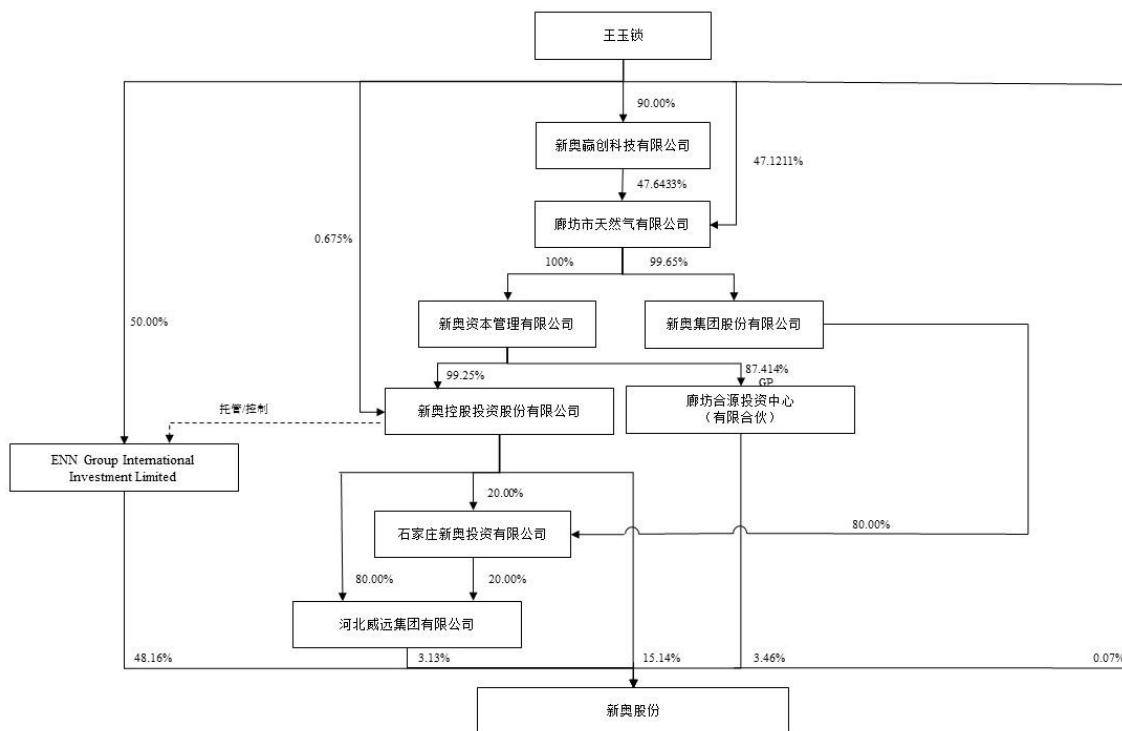 王玉锁
90.00%
新奥赢创科技有限公司
47.1211%
47.6433%
廊坊市天然气有限公司
0.675%
100%
99.65%
50.00%
新奥资本管理有限公司
新奥集团股份有限公司
99.25%
87.414%
GP
托管/控制
新奥控股投资股份有限公司
廊坊合源投资中心
（有限合伙）
ENN Group International
Investment Limited
20.00%
石家庄新奥投资有限公司
80.00%
80.00%
20.00%
河北威远集团有限公司
48.16%
3.13%
15.14%
3.46%
0.07%
新奥股份